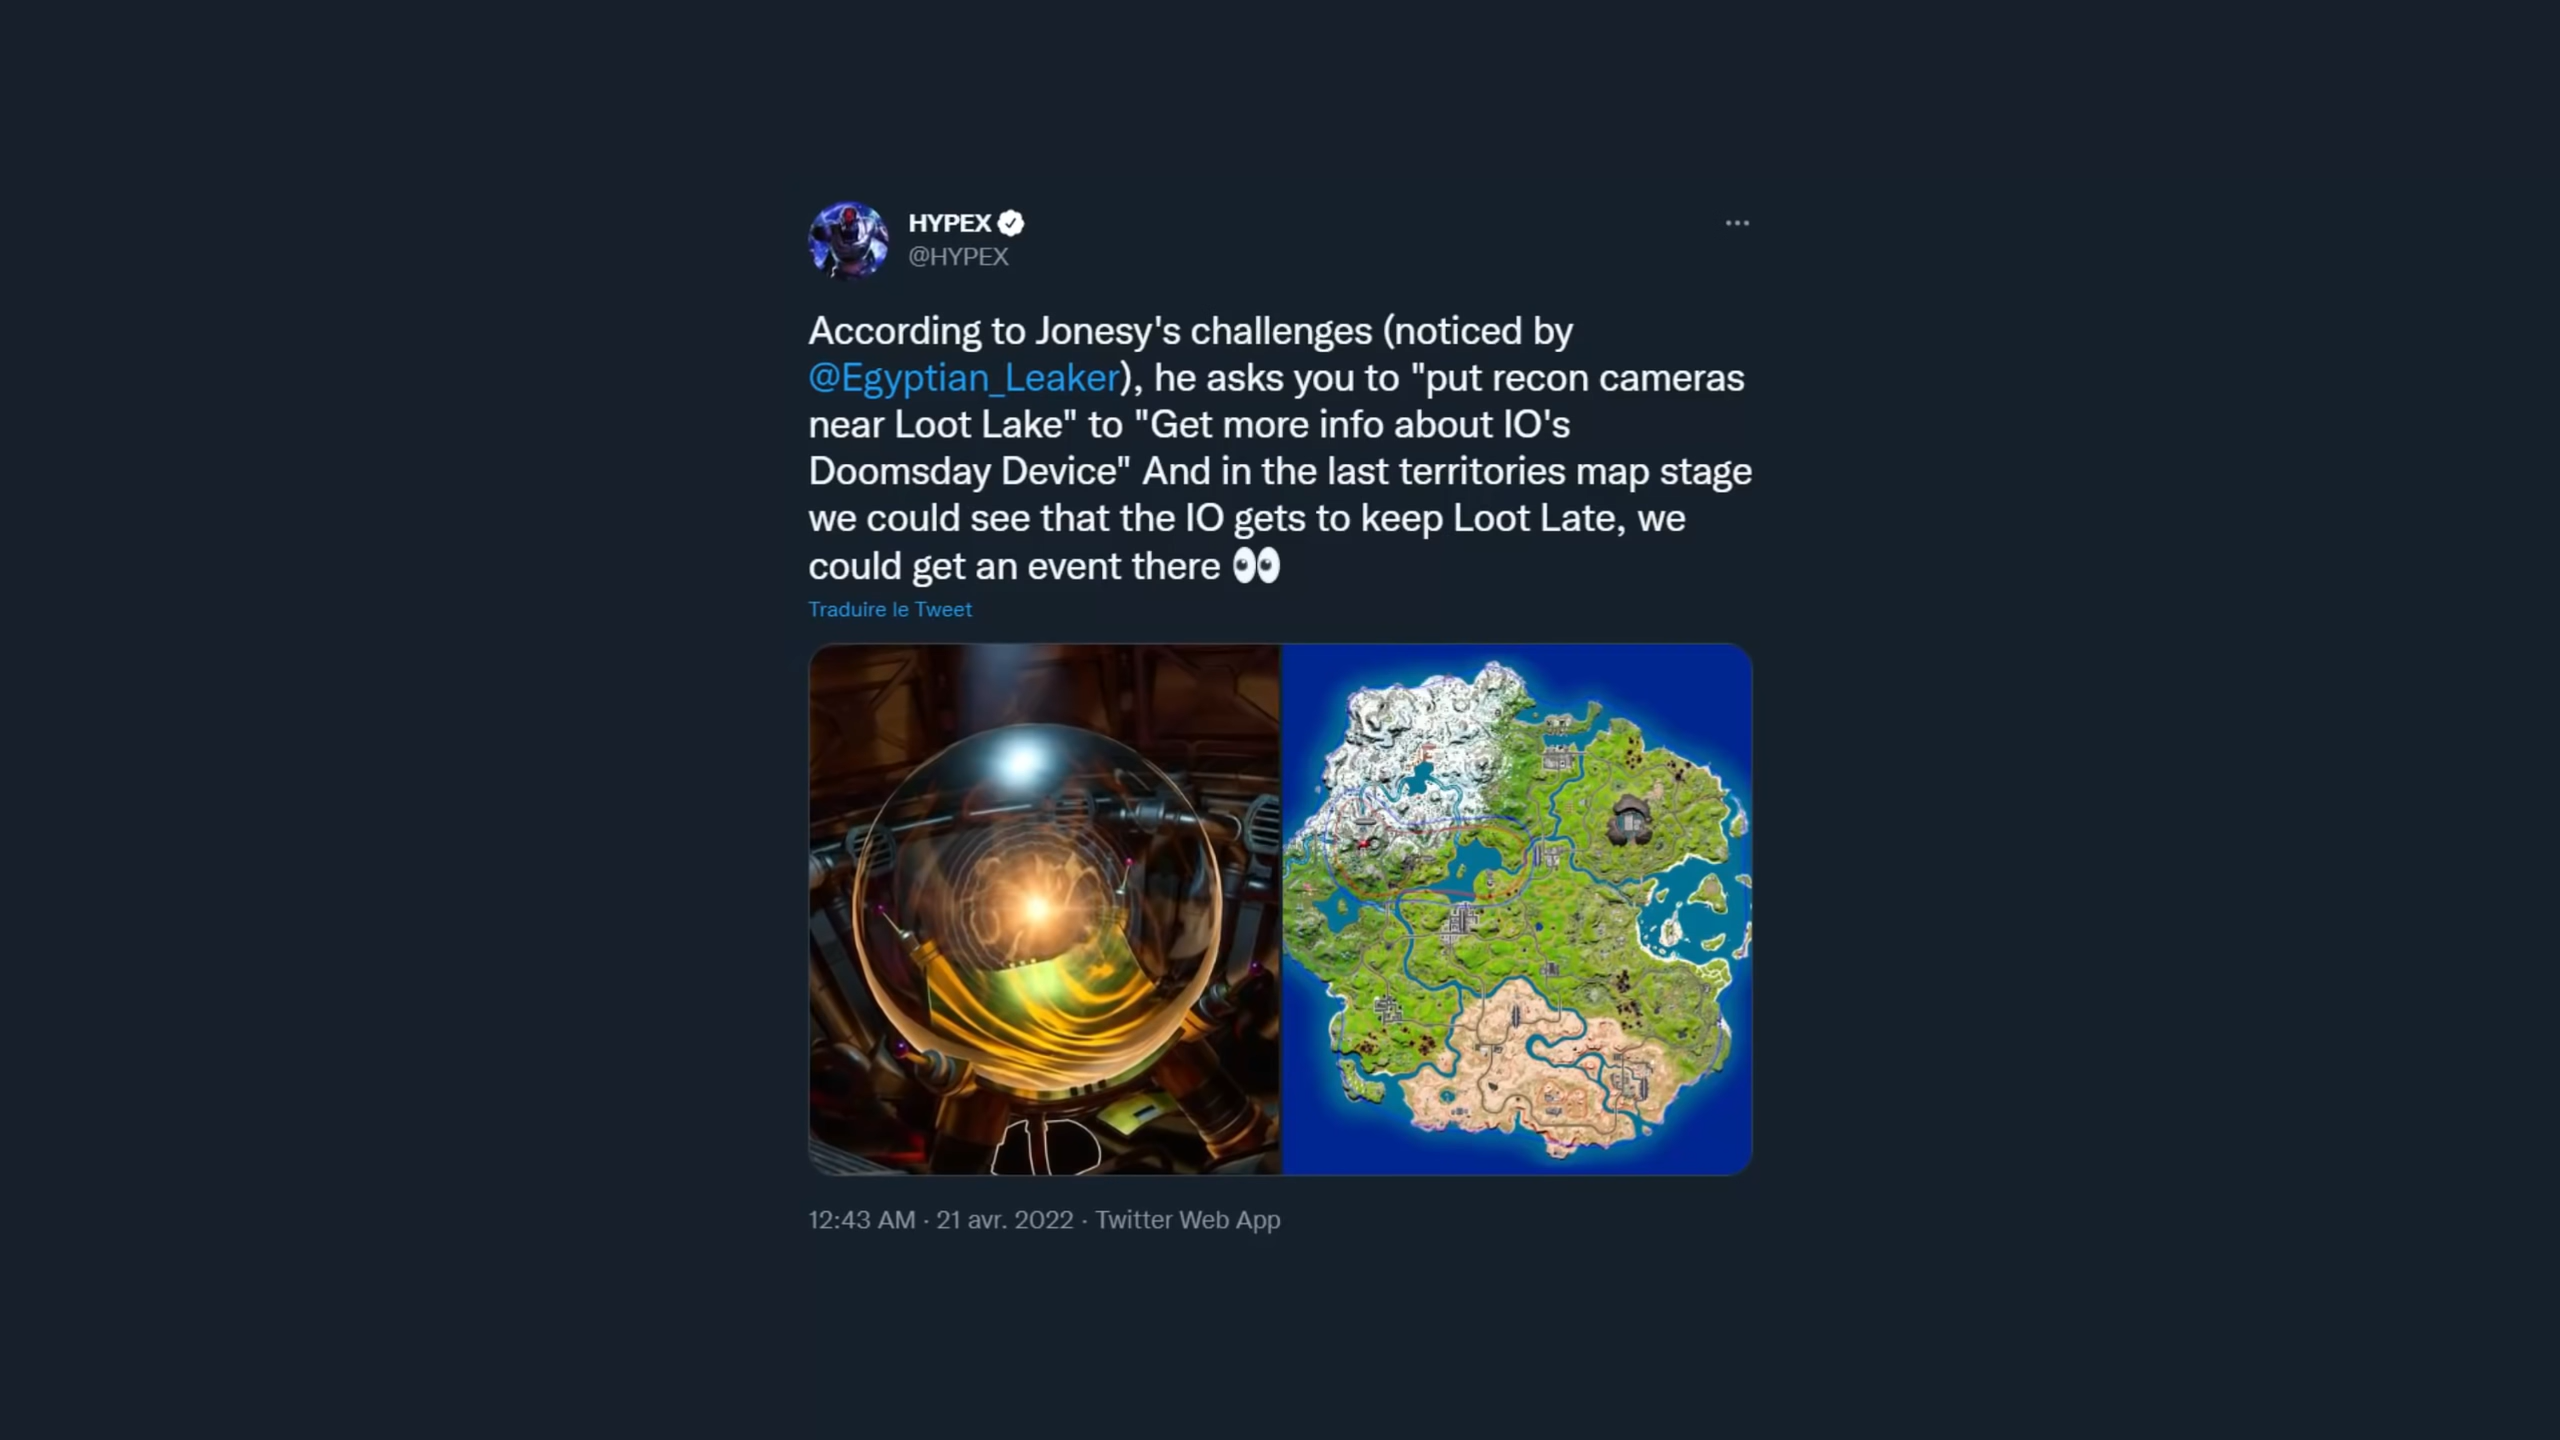 HYPEX
@HYPEX
According to Jonesy's challenges (noticed by
@Egyptian_Leaker), he asks you to "put recon cameras
near Loot Lake" to "Get more info about IO's
Doomsday Device" And in the last territories map stage
we could see that the IO gets to keep Loot Late, we
could get an event there 👀
Traduire le Tweet
12:43 AM · 21 avr. 2022 · Twitter Web App